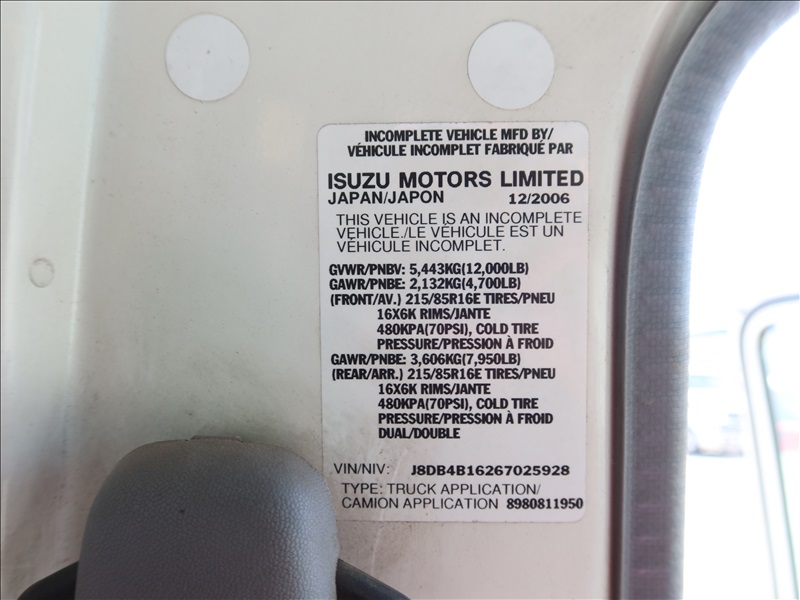 INCOMPLETE VEHICLE MFD BY/
VÉHICULE INCOMPLET FABRIQUÉ PAR
ISUZU MOTORS LIMITED
JAPAN/JAPON 12/2006
THIS VEHICLE IS AN INCOMPLETE
VEHICLE./LE VÉHICULE EST UN
VÉHICULE INCOMPLET.
GVWR/PNBV: 5,443KG(12,000LB)
GAWR/PNBE: 2,132KG(4,700LB)
(FRONT/AV.) 215/85R16E TIRES/PNEU
16X6K RIMS/JANTE
480KPA(70PSI), COLD TIRE
PRESSURE/PRESSION À FROID
GAWR/PNBE: 3,606KG(7,950LB)
(REAR/ARR.) 215/85R16E TIRES/PNEU
16X6K RIMS/JANTE
480KPA(70PSI), COLD TIRE
PRESSURE/PRESSION À FROID
DUAL/DOUBLE
VIN/NIV: J8DB4B16267025928
TYPE: TRUCK APPLICATION/
CAMION APPLICATION 8980811950